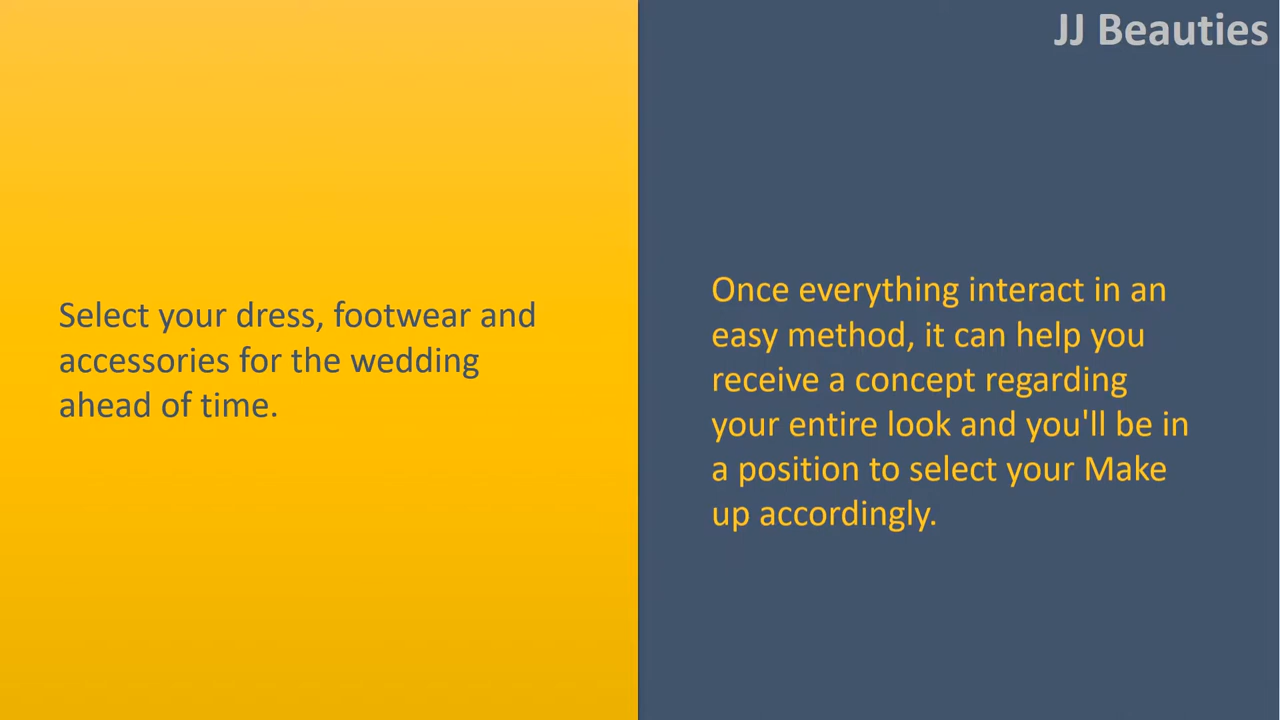 JJ Beauties
Select your dress, footwear and
accessories for the wedding
ahead of time.
Once everything interact in an
easy method, it can help you
receive a concept regarding
your entire look and you'll be in
a position to select your Make
up accordingly.